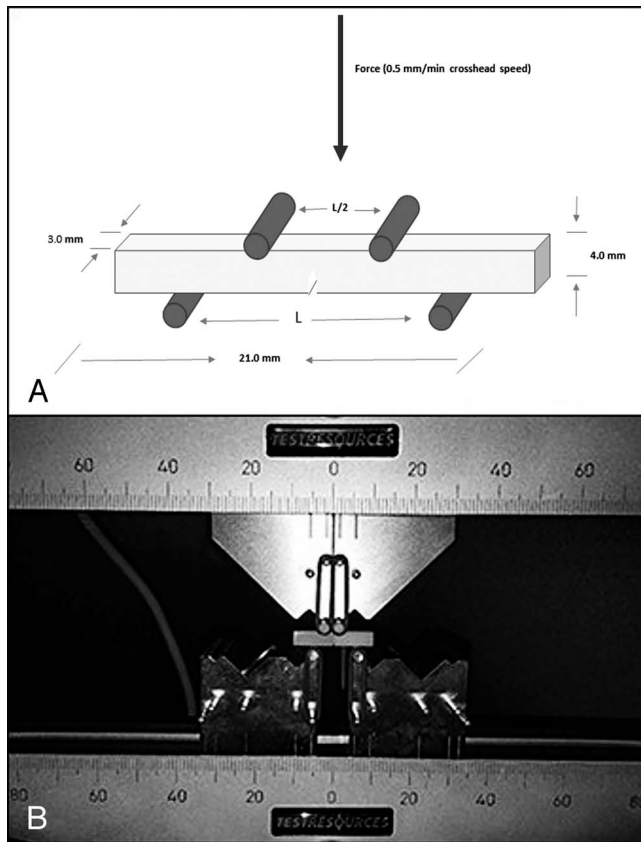 Force (0.5 mm/min crosshead speed)
L/2
3.0 mm
4.0 mm
L
21.0 mm
A
TESTRESOURCES
60 40 20 0 20 40 60
80 60 40 20 0 20 40 60 80
TESTRESOURCES
B